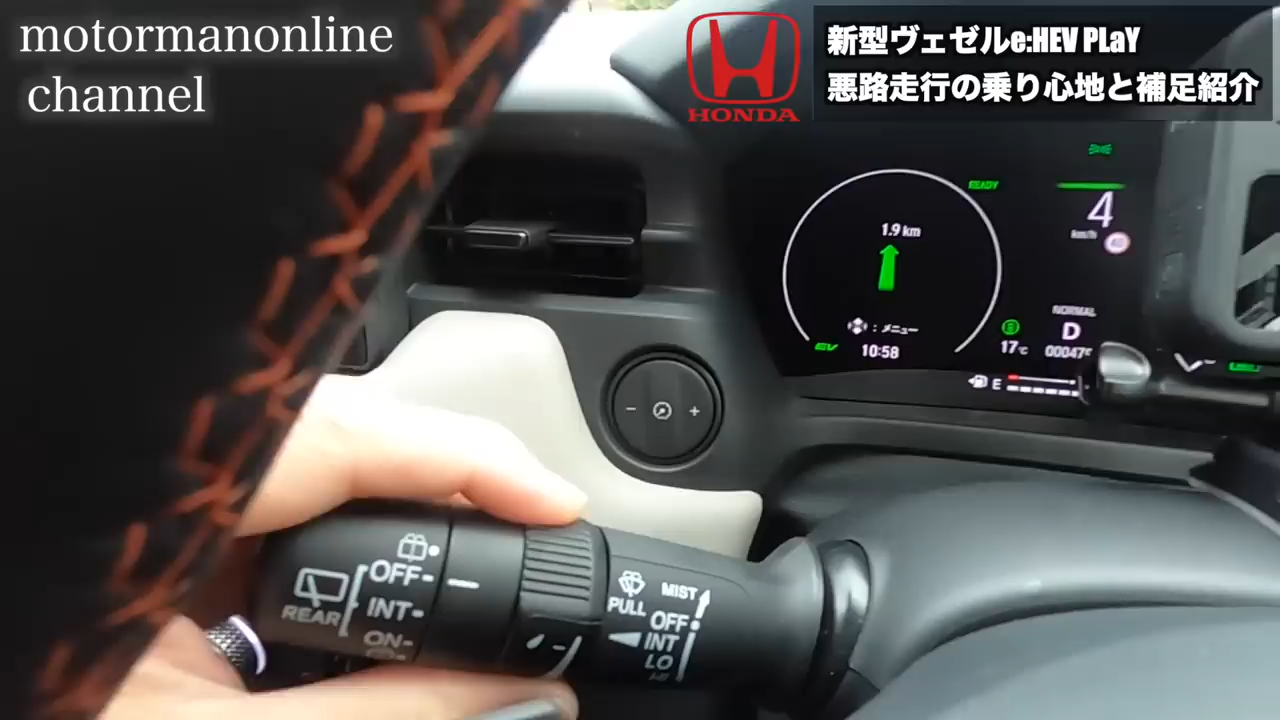 motormanonline
channel
HONDA
新型ヴェゼルe:HEV PLaY
悪路走行の乗り心地と補足紹介
READY
4
km/h
40
1.9 km
:メニュー
EV
10:58
17℃
NORMAL
D
E
− +
REAR
OFF
INT
ON
PULL
MIST
OFF
INT
LO
HI